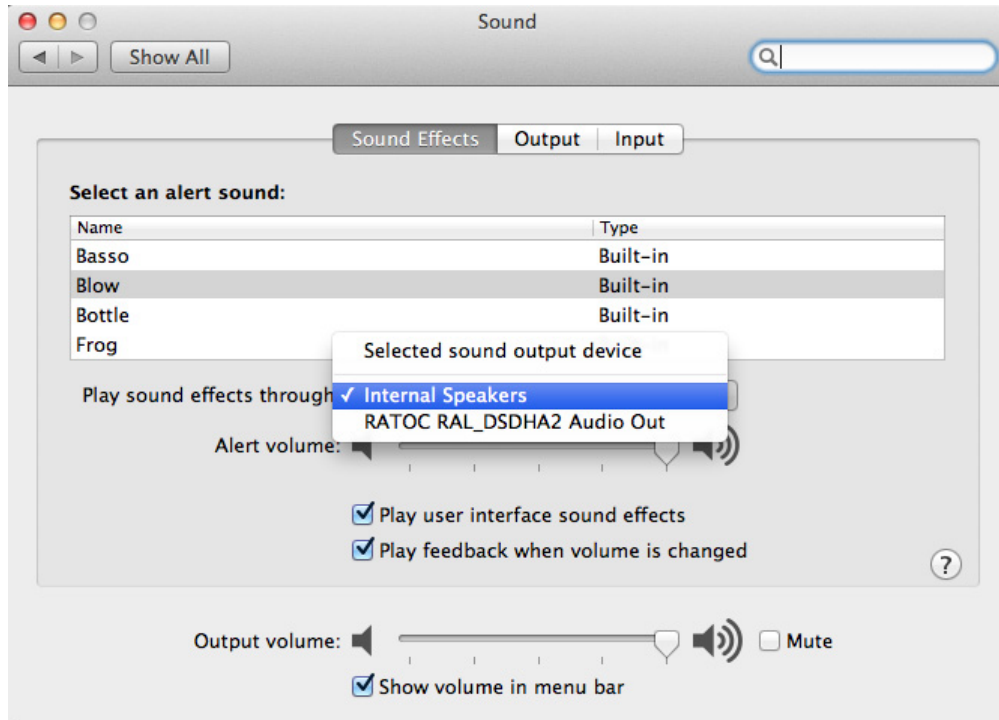 Sound
Show All
Sound Effects Output Input
Select an alert sound:
Name Type
Basso Built-in
Blow Built-in
Bottle Built-in
Frog
Selected sound output device
Play sound effects through ✓ Internal Speakers
RATOC RAL_DSDHA2 Audio Out
Alert volume:
Play user interface sound effects
Play feedback when volume is changed
?
Output volume: Mute
Show volume in menu bar